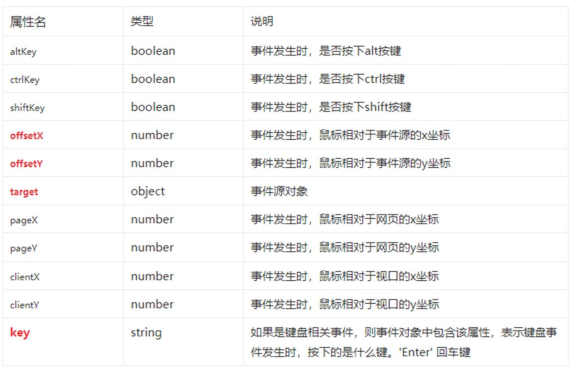 属性名 类型 说明
altKey boolean 事件发生时，是否按下alt按键
ctrlKey boolean 事件发生时，是否按下ctrl按键
shiftKey boolean 事件发生时，是否按下shift按键
offsetX number 事件发生时，鼠标相对于事件源的x坐标
offsetY number 事件发生时，鼠标相对于事件源的y坐标
target object 事件源对象
pageX number 事件发生时，鼠标相对于网页的x坐标
pageY number 事件发生时，鼠标相对于网页的y坐标
clientX number 事件发生时，鼠标相对于视口的x坐标
clientY number 事件发生时，鼠标相对于视口的y坐标
key string 如果是键盘相关事件，则事件对象中包含该属性，表示键盘事
件发生时，按下的是什么键。'Enter' 回车键